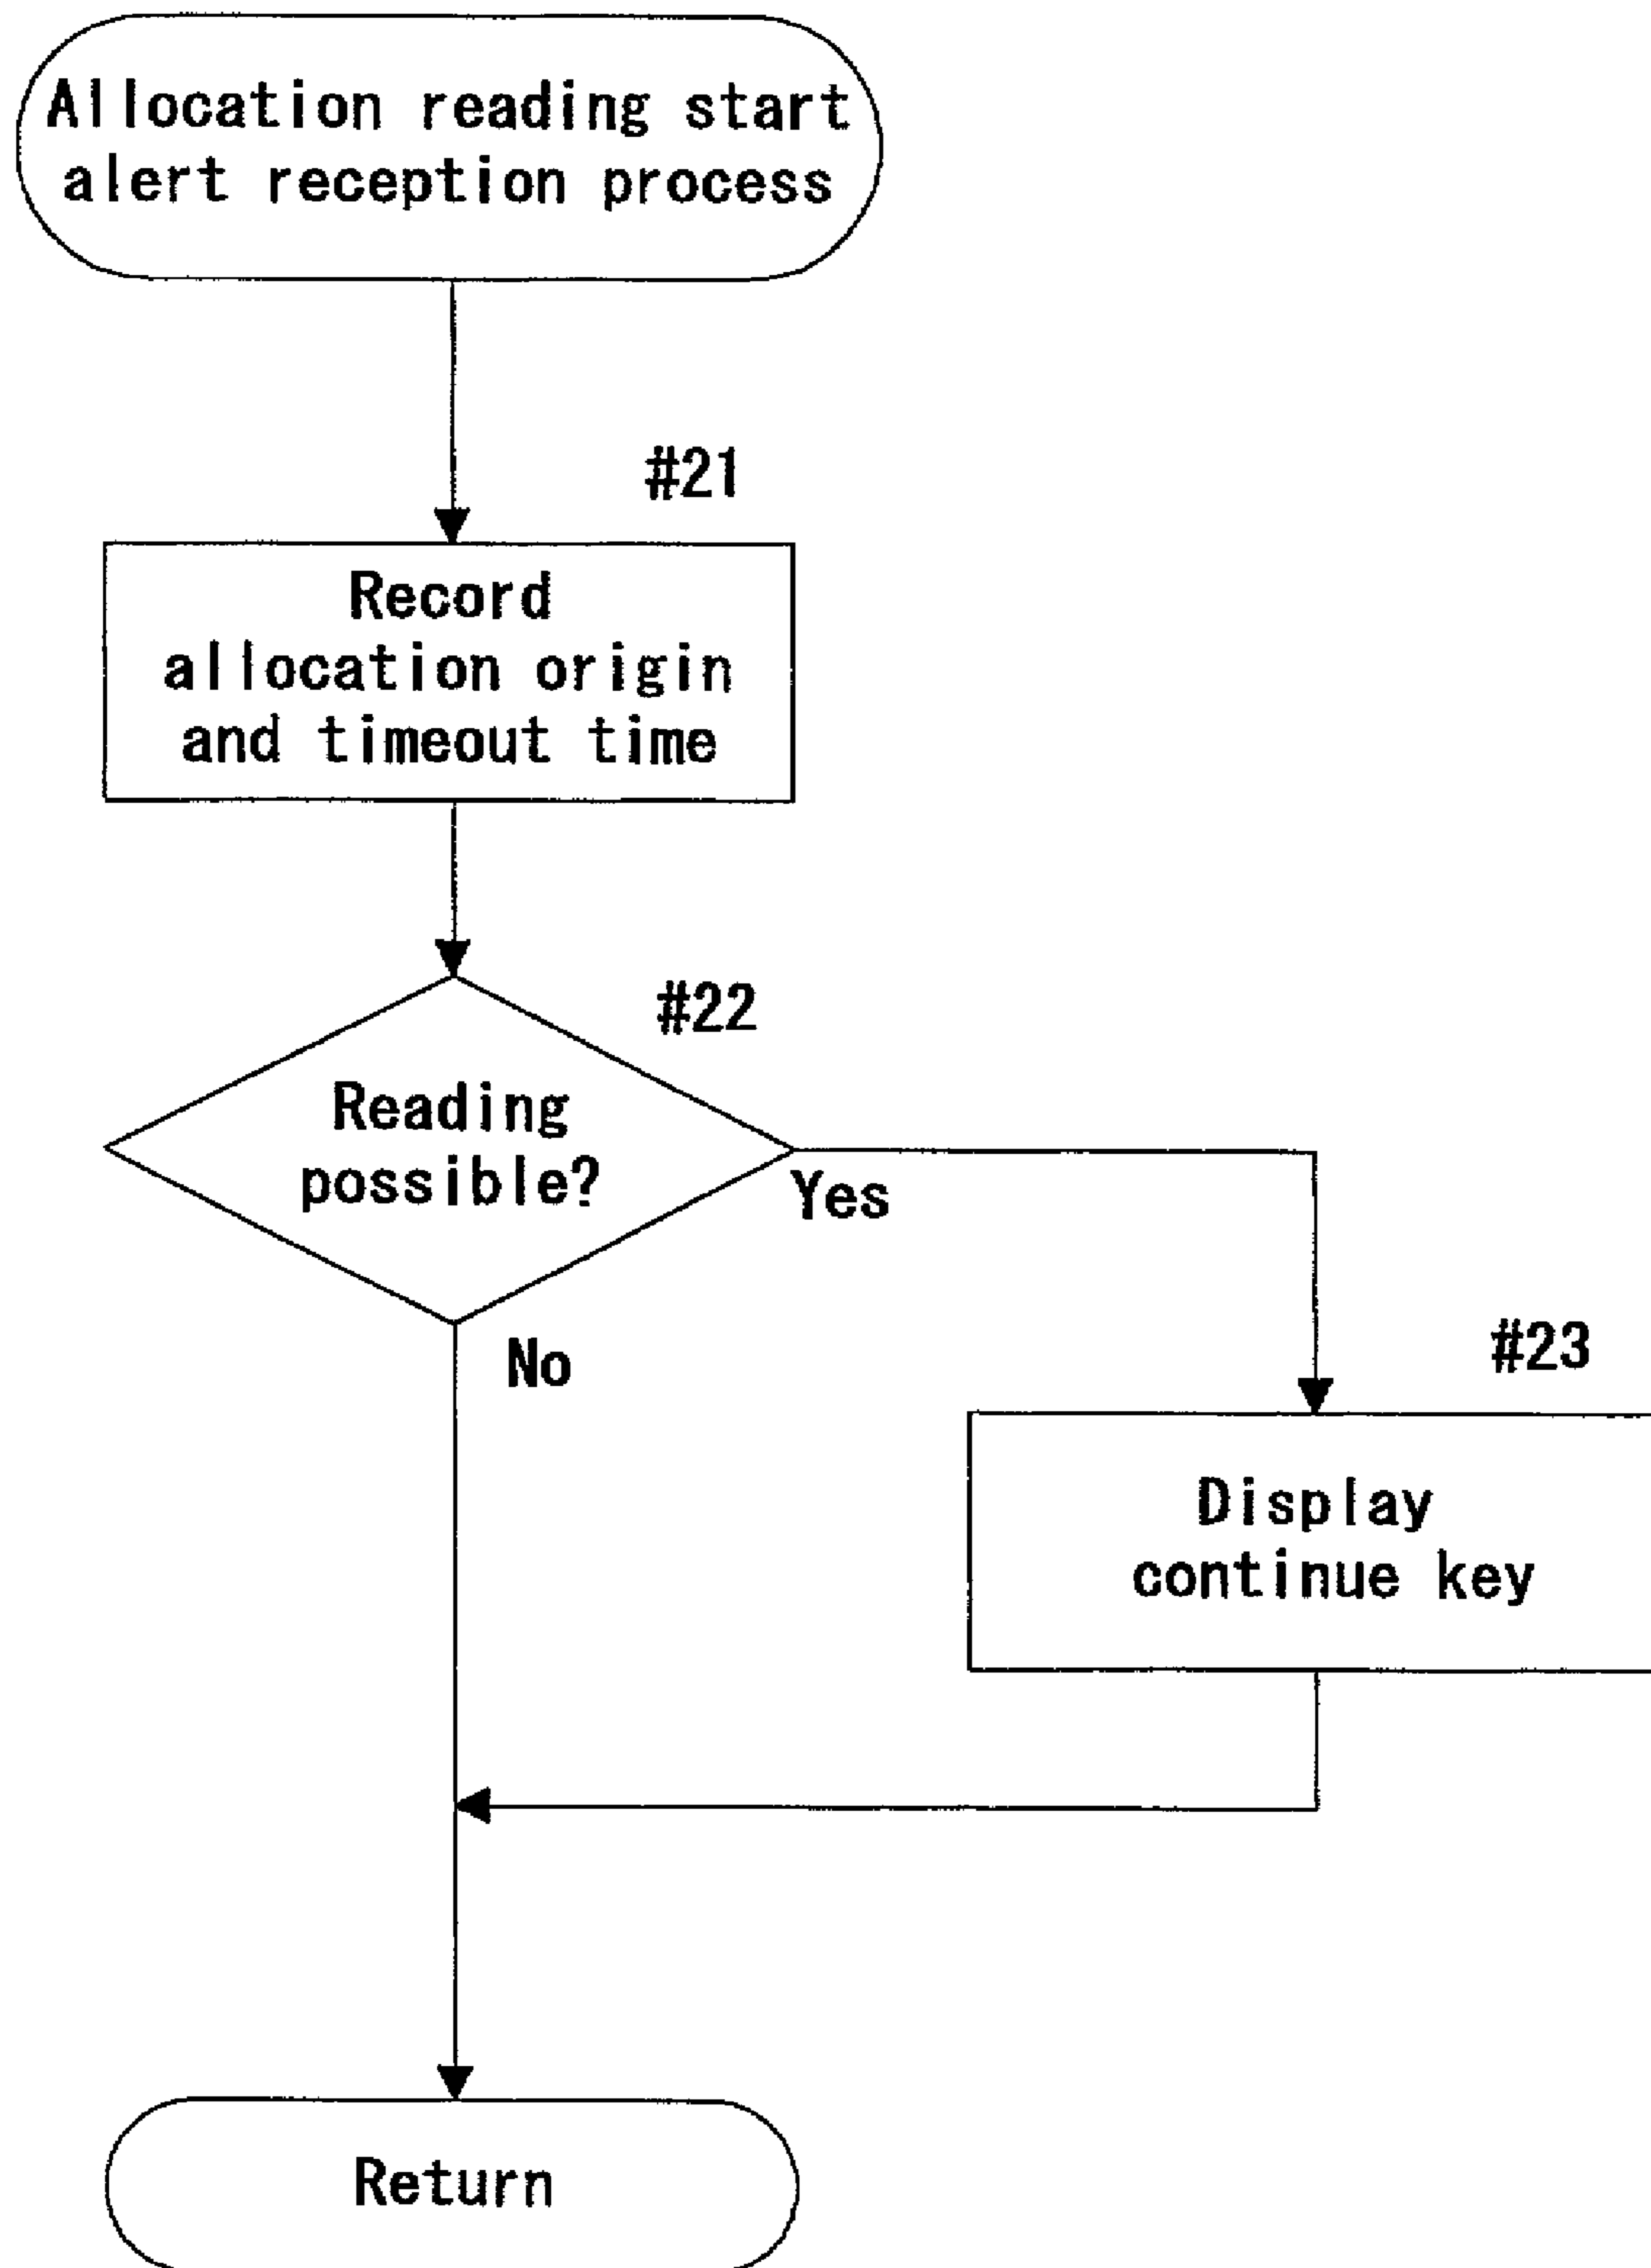 Allocation reading start
alert reception process
#21
Record
allocation origin
and timeout time
#22
Reading
possible?
Yes
No
#23
Display
continue key
Return